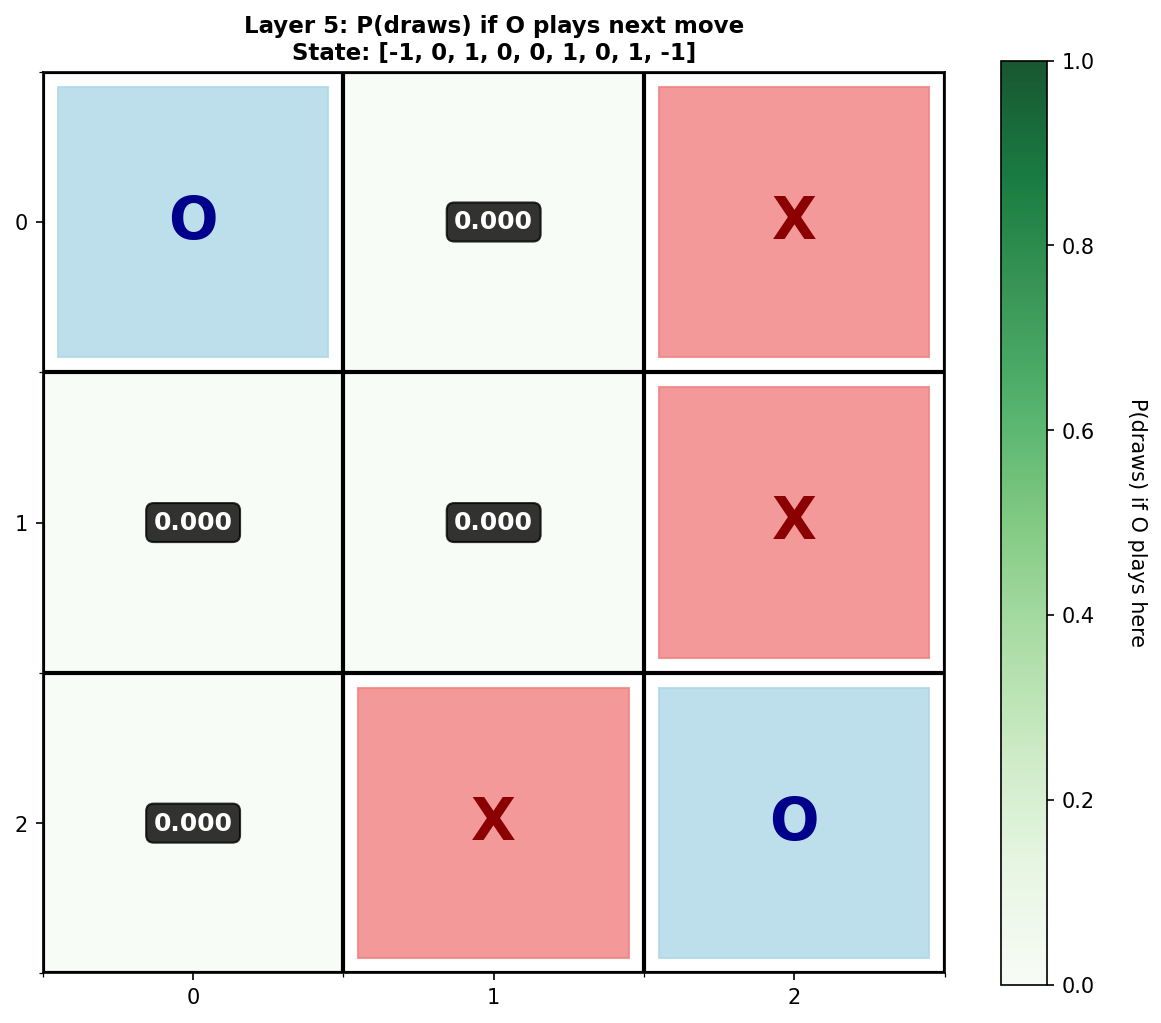 Layer 5: P(draws) if O plays next move
State: [-1, 0, 1, 0, 0, 1, 0, 1, -1]
O
0.000
X
0
0.000
0.000
X
1
0.000
X
O
2
0
1
2
1.0
0.8
0.6
0.4
0.2
0.0
P(draws) if O plays here